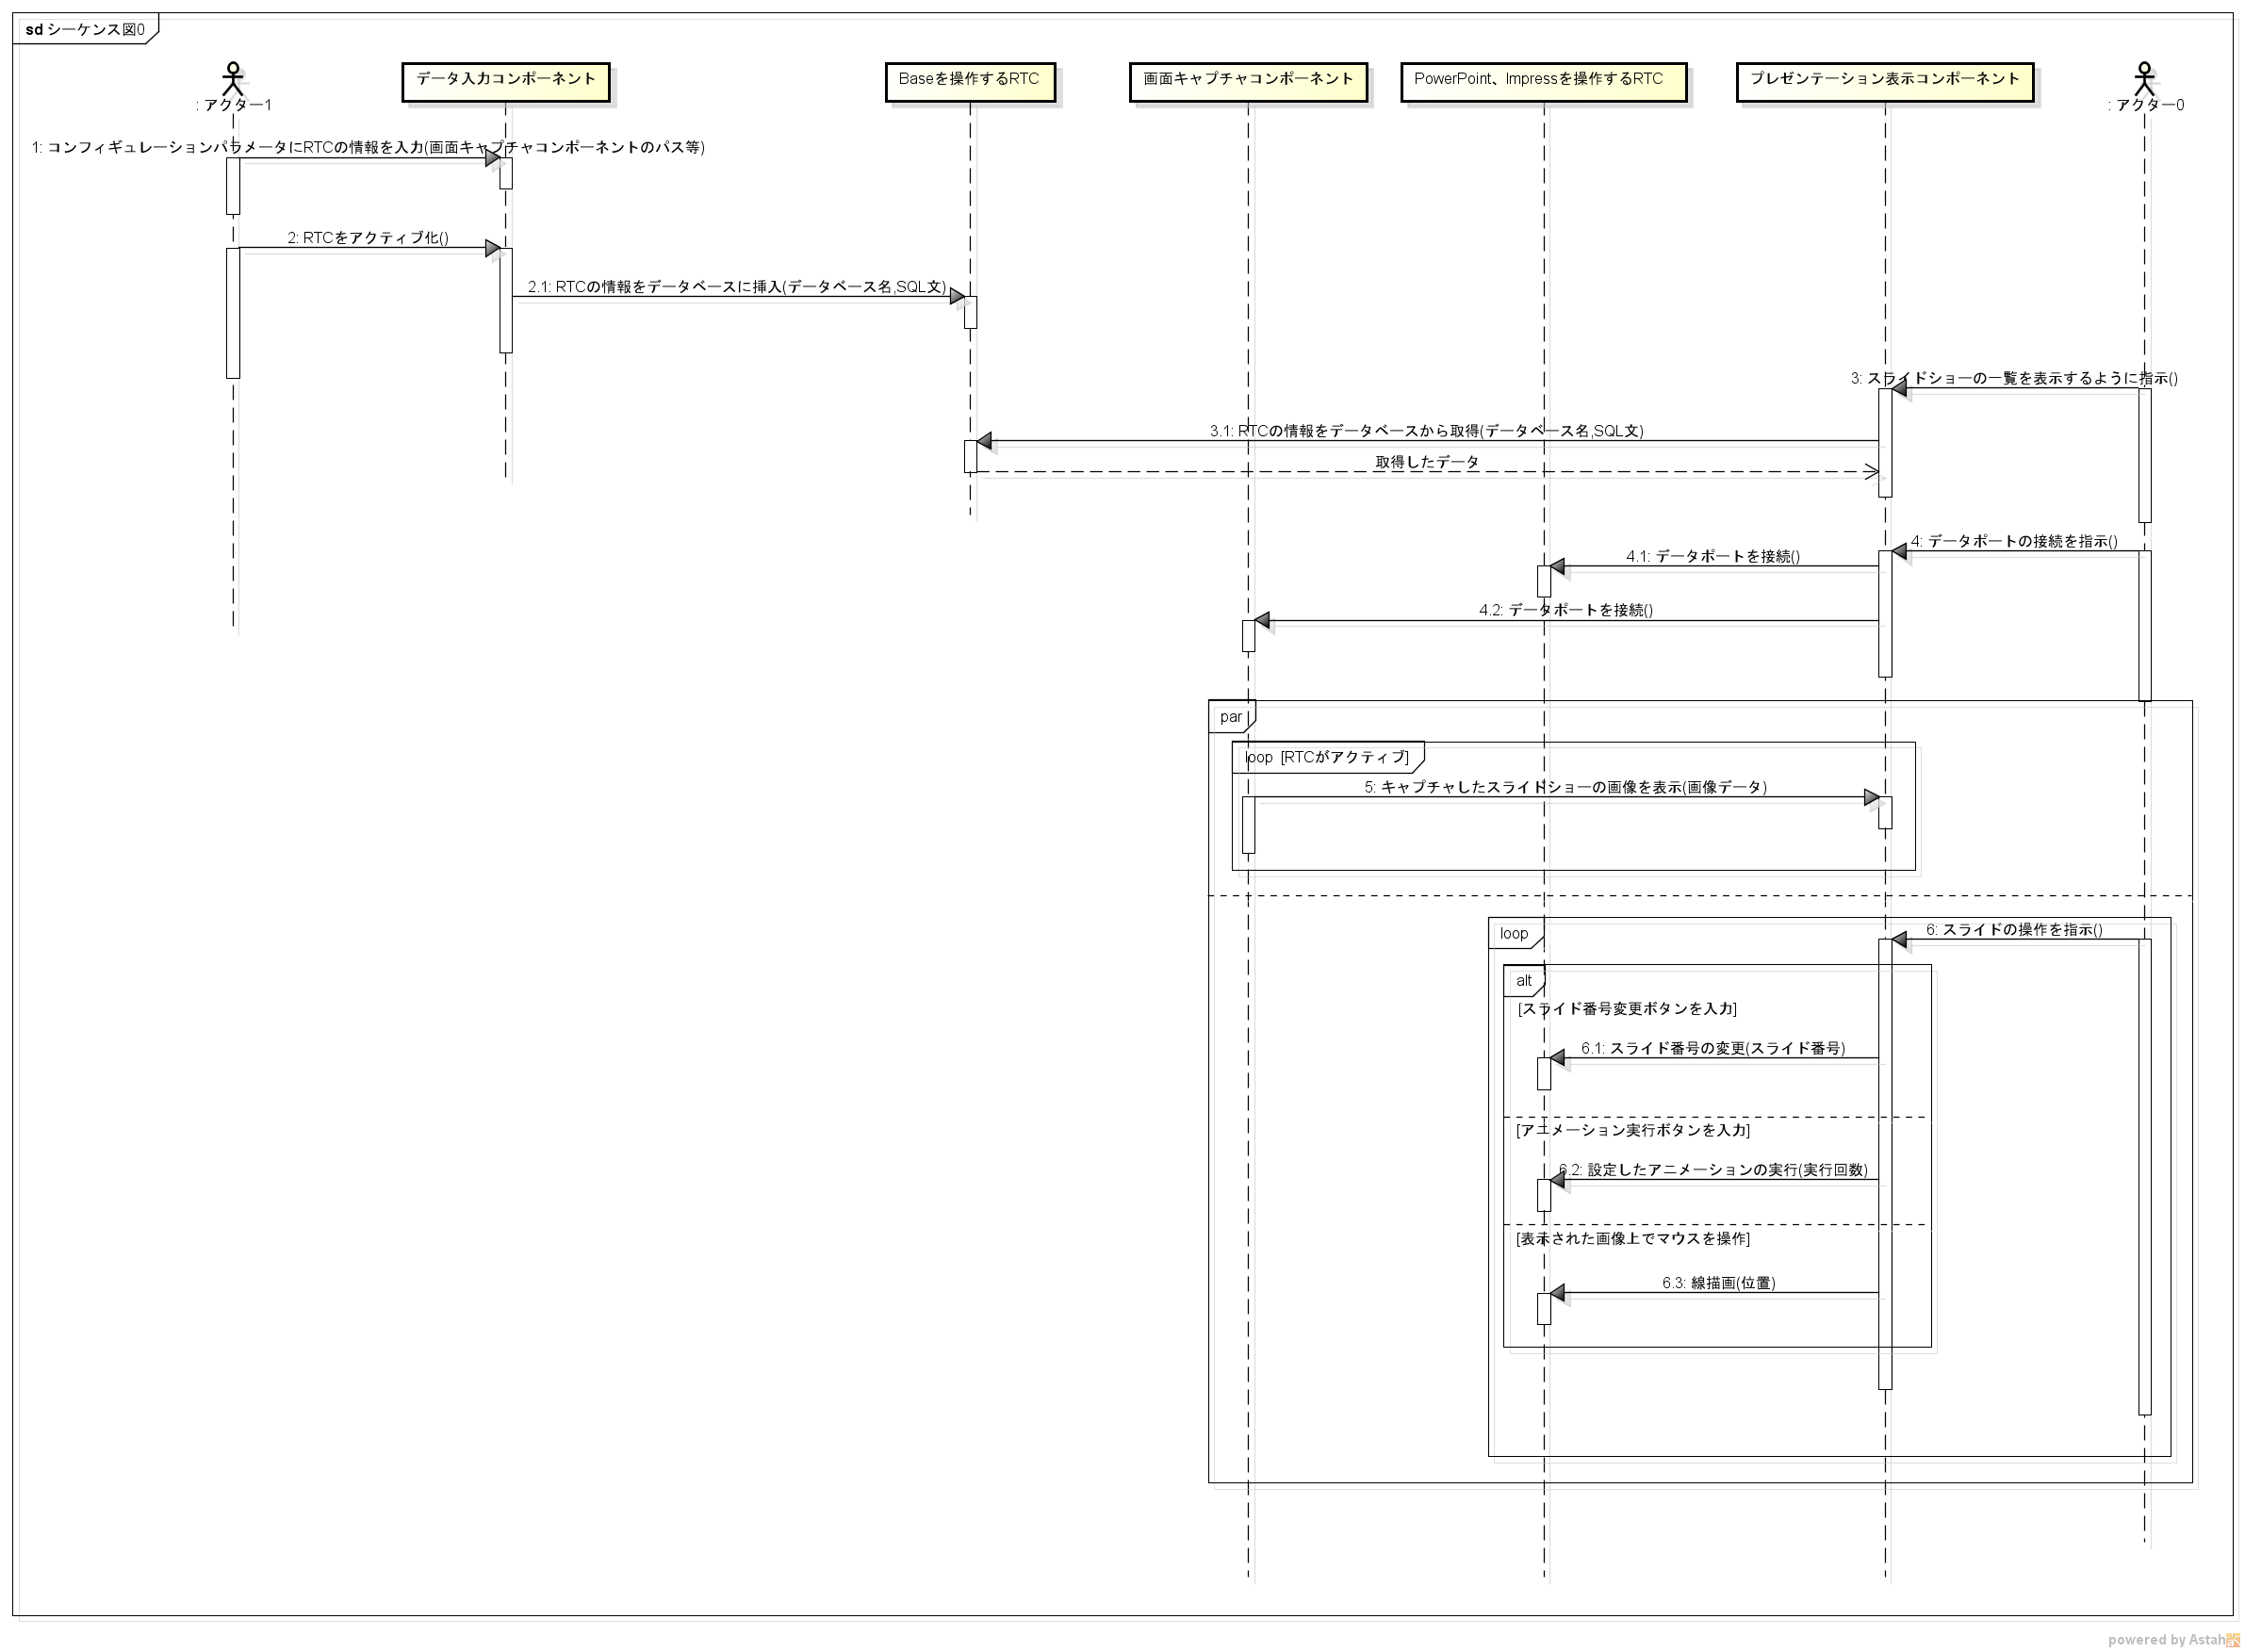 sd シーケンス図0
: アクター1
データ入力コンポーネント
Baseを操作するRTC
画面キャプチャコンポーネント
PowerPoint、Impressを操作するRTC
プレゼンテーション表示コンポーネント
: アクター0
1: コンフィギュレーションパラメータにRTCの情報を入力(画面キャプチャコンポーネントのパス等)
2: RTCをアクティブ化()
2.1: RTCの情報をデータベースに挿入(データベース名,SQL文)
3: スライドショーの一覧を表示するように指示()
3.1: RTCの情報をデータベースから取得(データベース名,SQL文)
取得したデータ
4: データポートの接続を指示()
4.1: データポートを接続()
4.2: データポートを接続()
par
loop [RTCがアクティブ]
5: キャプチャしたスライドショーの画像を表示(画像データ)
loop
6: スライドの操作を指示()
alt
[スライド番号変更ボタンを入力]
6.1: スライド番号の変更(スライド番号)
[アニメーション実行ボタンを入力]
6.2: 設定したアニメーションの実行(実行回数)
[表示された画像上でマウスを操作]
6.3: 線描画(位置)
powered by Astah